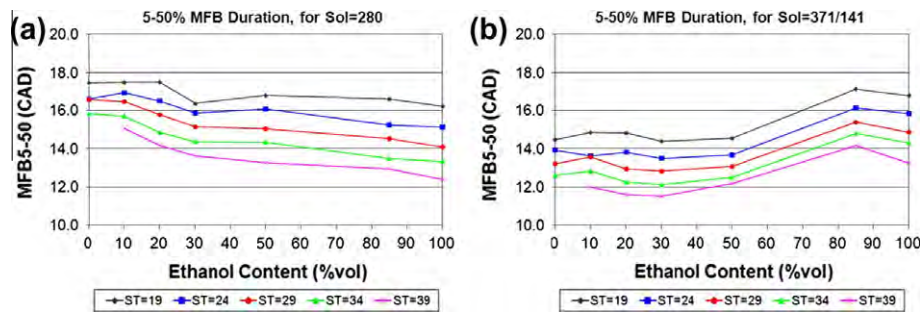 (a)
5-50% MFB Duration, for SoI=280
20.0
18.0
16.0
14.0
12.0
10.0
MFB5-50 (CAD)
0 10 20 30 40 50 60 70 80 90 100
Ethanol Content (%vol)
ST=19 ST=24 ST=29 ST=34 ST=39
(b)
5-50% MFB Duration, for SoI=371/141
20.0
18.0
16.0
14.0
12.0
10.0
MFB5-50 (CAD)
0 10 20 30 40 50 60 70 80 90 100
Ethanol Content (%vol)
ST=19 ST=24 ST=29 ST=34 ST=39